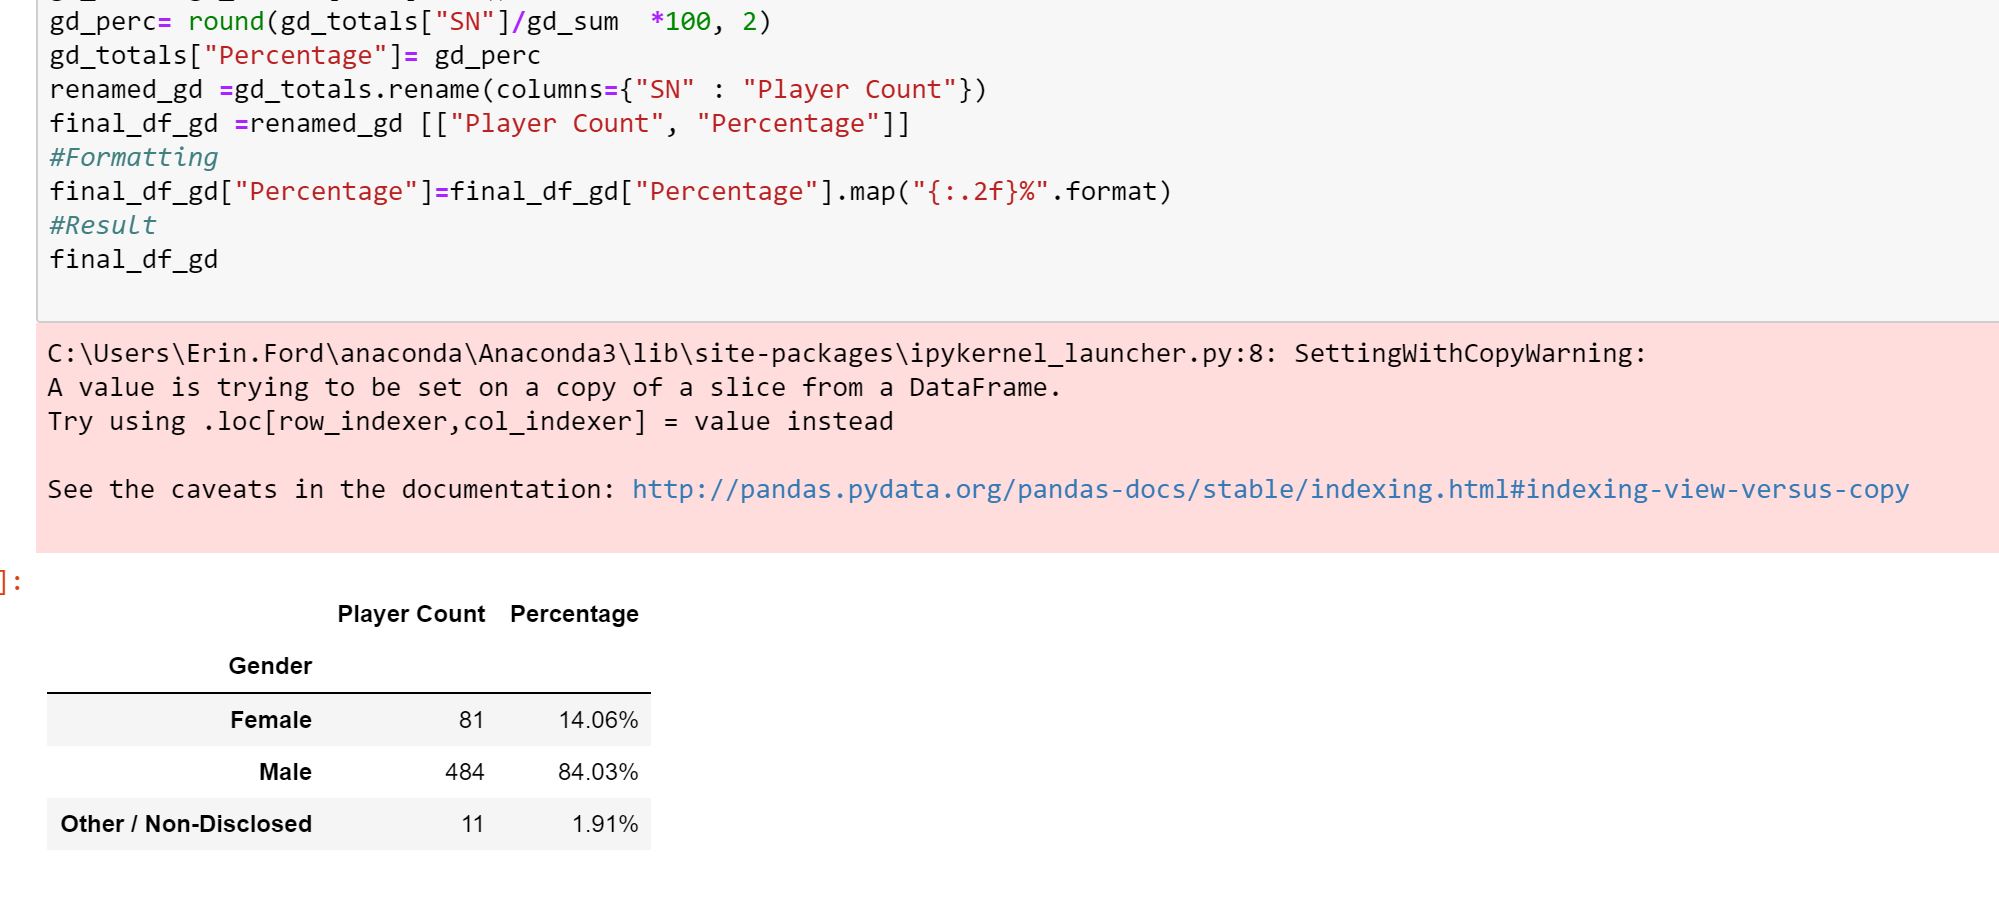 gd_perc= round(gd_totals["SN"]/gd_sum  *100, 2)
gd_totals["Percentage"]= gd_perc
renamed_gd =gd_totals.rename(columns={"SN" : "Player Count"})
final_df_gd =renamed_gd [["Player Count", "Percentage"]]
#Formatting
final_df_gd["Percentage"]=final_df_gd["Percentage"].map("{:.2f}%".format)
#Result
final_df_gd
C:\Users\Erin.Ford\anaconda\Anaconda3\lib\site-packages\ipykernel_launcher.py:8: SettingWithCopyWarning:
A value is trying to be set on a copy of a slice from a DataFrame.
Try using .loc[row_indexer,col_indexer] = value instead
See the caveats in the documentation: http://pandas.pydata.org/pandas-docs/stable/indexing.html#indexing-view-versus-copy
]:
Player Count Percentage
Gender
Female 81 14.06%
Male 484 84.03%
Other / Non-Disclosed 11 1.91%